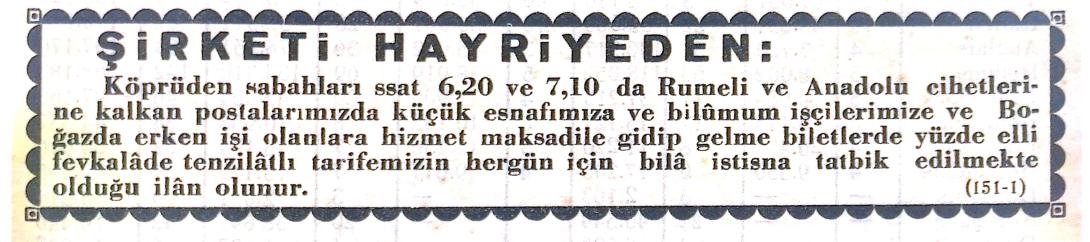 ŞİRKETİ HAYRİYEDEN:
Köprüden sabahları ssat 6,20 ve 7,10 da Rumeli ve Anadolu cihetleri-
ne kalkan postalarımızda küçük esnafımıza ve bilûmum işçilerimize ve Bo-
ğazda erken işi olanlara hizmet maksadile gidip gelme biletlerde yüzde elli
fevkalâde tenzilâtlı tarifemizin hergün için bilâ istisna tatbik edilmekte
olduğu ilân olunur. (151-1)